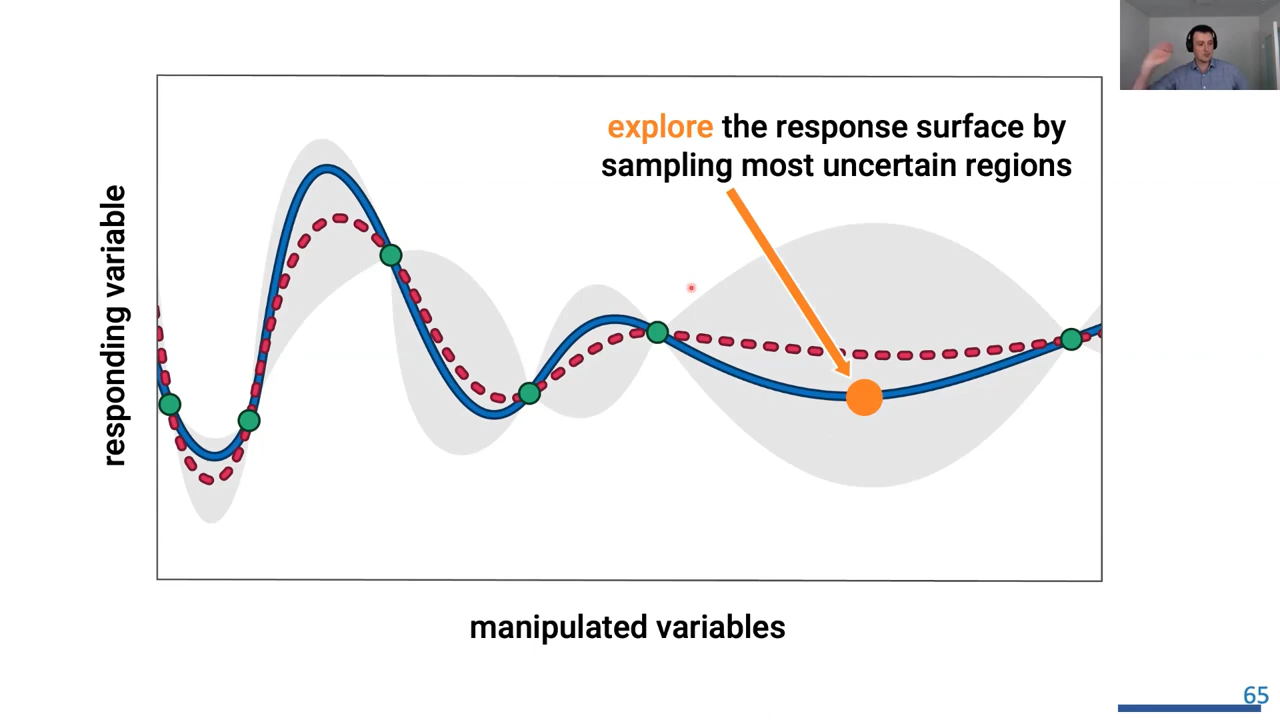 explore the response surface by
sampling most uncertain regions
responding variable
manipulated variables
65